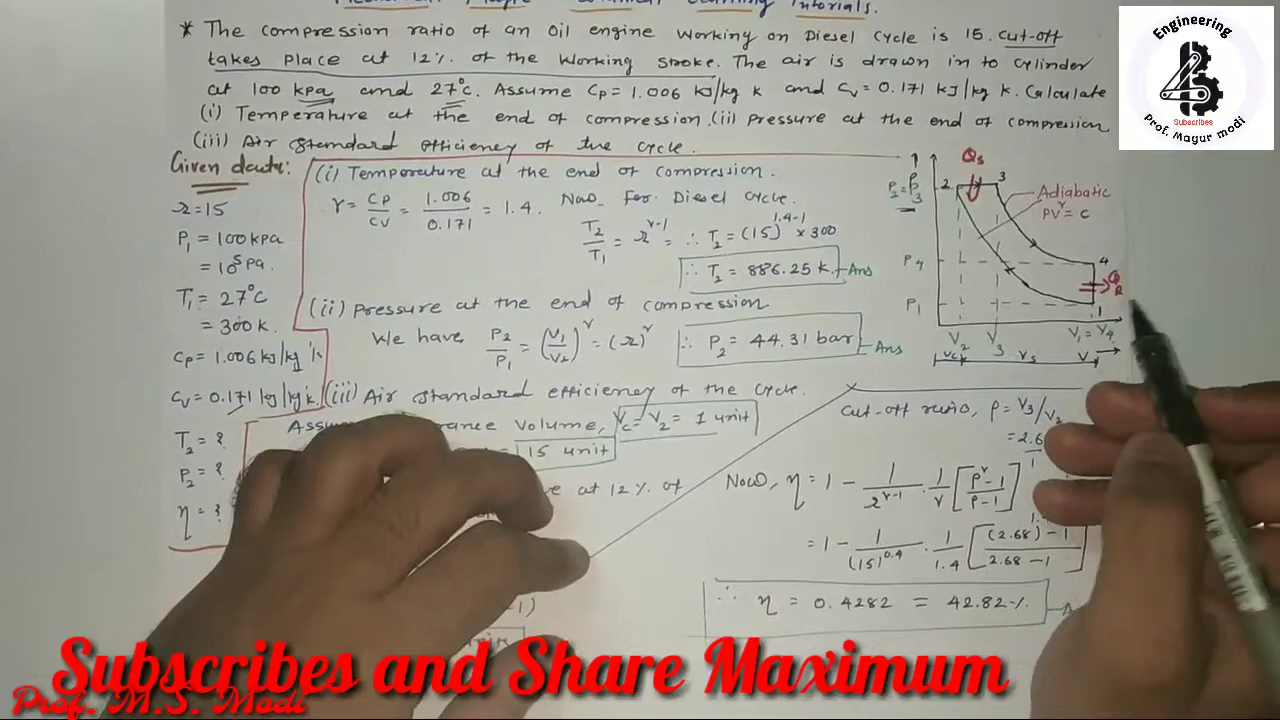 Tutorials.
* The compression ratio of an oil engine working on Diesel cycle is 15. Cut-off
takes place at 12% of the working stroke. The air is drawn in to cylinder
at 100 kpa and 27°C. Assume Cp = 1.006 kJ/kg k and Cv = 0.171 kJ/kg k. Calculate
(i) Temperature at the end of compression. (ii) Pressure at the end of compression
(iii) Air standard efficiency of the cycle.
Given data:
r = 15
P1 = 100 kpa
= 10^5 Pa.
T1 = 27°C
= 300 k.
Cp = 1.006 kJ/kg k
Cv = 0.171 kJ/kg k.
T2 = ?
P2 = ?
η = ?
(i) Temperature at the end of compression.
γ = Cp/Cv = 1.006/0.171 = 1.4. Now for Diesel cycle.
T2/T1 = r^γ-1 = ∴ T2 = (15)^1.4-1 × 300
∴ T2 = 886.25 k. Ans
(ii) Pressure at the end of compression
We have P2/P1 = (V1/V2)^γ = (r)^γ
∴ P2 = 44.31 bar Ans
(iii) Air standard efficiency of the cycle.
Volume, Vc = V2 = 1 unit
15 unit
at 12% of
Qs
P2 = P3
2
3
Adiabatic
PV^γ = C
P4
4
QR
P1
1
V2
V3
V1 = V4
Vc
Vs
V
Cut-off ratio, ρ = V3/V2
Now, η = 1 - 1/r^γ-1 . 1/γ [ρ^γ-1/ρ-1]
= 1 - 1/(15)^0.4 . 1/1.4 [(2.68) -1/2.68 -1]
∴ η = 0.4282 = 42.82%.
Engineering
Subscribes
Prof. Mayur modi
Subscribes and Share Maximum
Prof. M.S. Modi